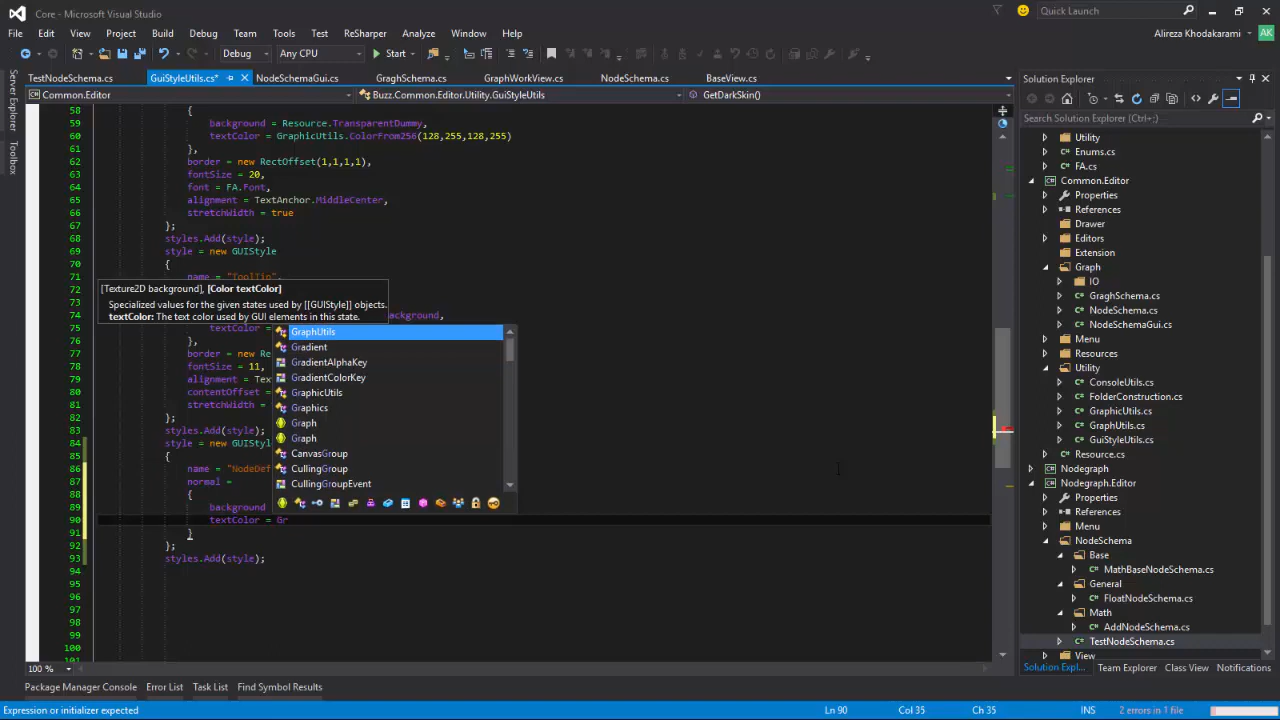 Core - Microsoft Visual Studio
Quick Launch
File Edit View Project Build Debug Team Tools Test ReSharper Analyze Window Help
Alireza Khodakarami AK
Debug Any CPU Start
TestNodeSchema.cs GuiStyleUtils.cs* NodeSchemaGui.cs GraghSchema.cs GraphWorkView.cs NodeSchema.cs BaseView.cs
Common.Editor Buzz.Common.Editor.Utility.GuiStyleUtils GetDarkSkin()
Server Explorer
Toolbox
58 {
59 background = Resource.TransparentDummy,
60 textColor = GraphicUtils.ColorFrom256(128,255,128,255)
61 },
62 border = new RectOffset(1,1,1,1),
63 fontSize = 20,
64 font = FA.Font,
65 alignment = TextAnchor.MiddleCenter,
66 stretchWidth = true
67 };
68 styles.Add(style);
69 style = new GUIStyle
70 {
71 name = "ToolTip",
72
[Texture2D background], [Color textColor]
Specialized values for the given states used by [[GUIStyle]] objects.
textColor: The text color used by GUI elements in this state.
73
74 ackground,
75 textColor =
76 },
77 border = new Re
78 fontSize = 11,
79 alignment = Tex
80 contentOffset =
81 stretchWidth =
82 };
83 styles.Add(style);
84 style = new GUIStyl
85 {
86 name = "NodeDef
87 normal =
88 {
89 background
90 textColor = Gr
91 }
92 };
93 styles.Add(style);
94
95
96
97
98
99
100
101
GraphUtils
Gradient
GradientAlphaKey
GradientColorKey
GraphicUtils
Graphics
Graph
Graph
CanvasGroup
CullingGroup
CullingGroupEvent
100 %
Solution Explorer
Search Solution Explorer (Ctrl+;)
Utility
Enums.cs
FA.cs
Common.Editor
Properties
References
Drawer
Editors
Extension
Graph
IO
GraghSchema.cs
NodeSchema.cs
NodeSchemaGui.cs
Menu
Resources
Utility
ConsoleUtils.cs
FolderConstruction.cs
GraphicUtils.cs
GraphUtils.cs
GuiStyleUtils.cs
Resource.cs
Nodegraph
Nodegraph.Editor
Properties
References
Menu
NodeSchema
Base
MathBaseNodeSchema.cs
General
FloatNodeSchema.cs
Math
AddNodeSchema.cs
TestNodeSchema.cs
View
Solution Expl... Team Explorer Class View Notifications
Package Manager Console Error List Task List Find Symbol Results
Expression or initializer expected Ln 90 Col 35 Ch 35 INS 2 errors in 1 file